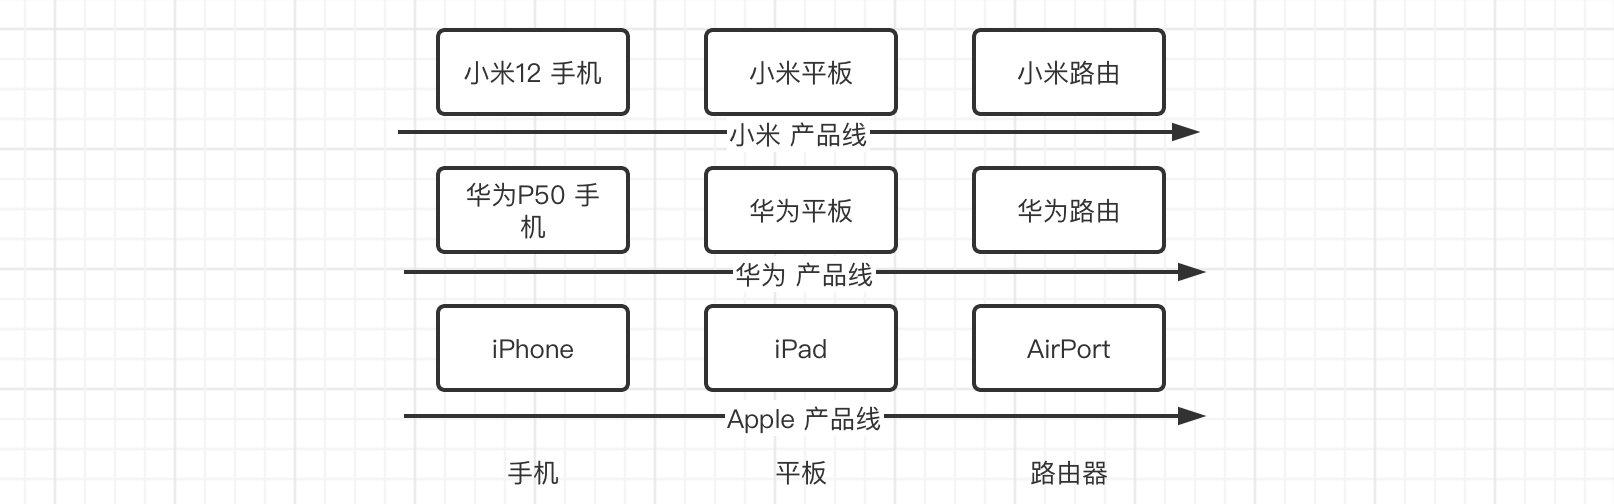 小米12 手机
小米平板
小米路由
小米 产品线
华为P50 手
机
华为平板
华为路由
华为 产品线
iPhone
iPad
AirPort
Apple 产品线
手机
平板
路由器